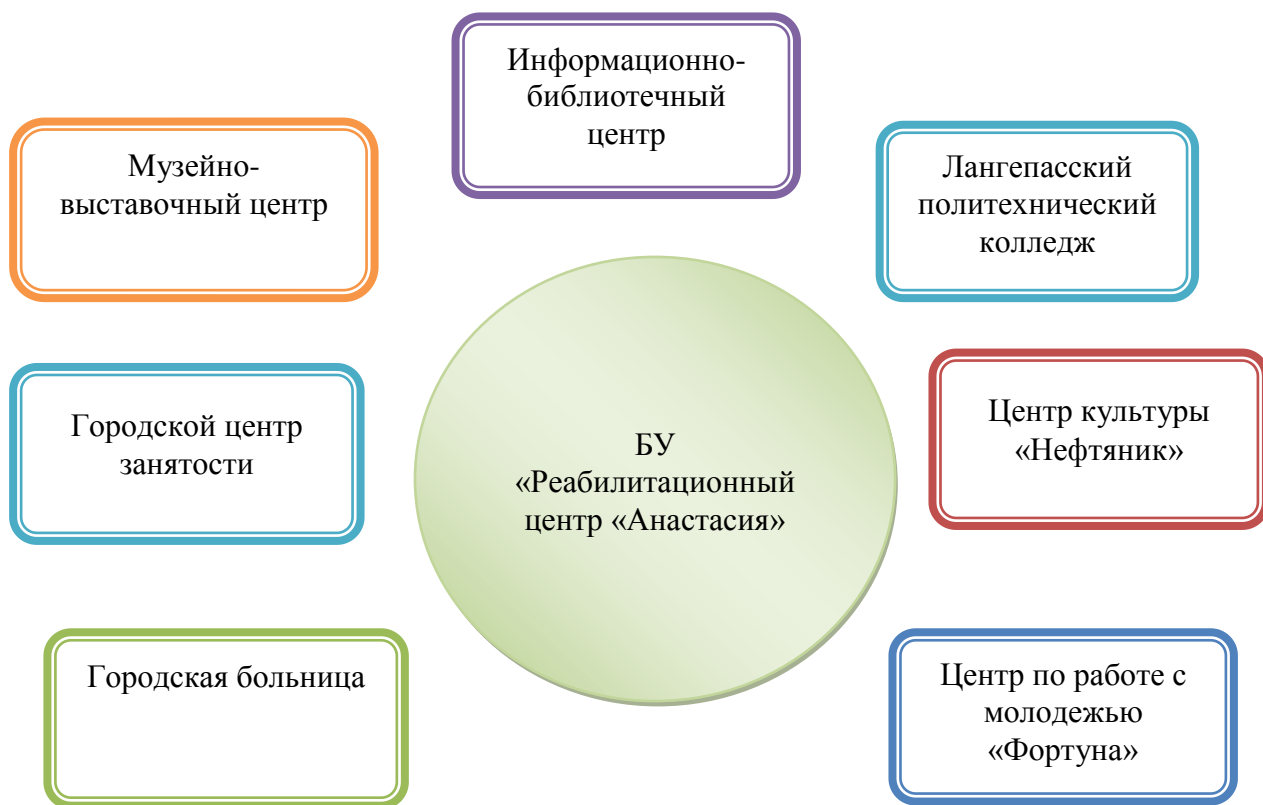 Информационно-
библиотечный
центр
Музейно-
выставочный центр
Лангепасский
политехнический
колледж
Городской центр
занятости
БУ
«Реабилитационный
центр «Анастасия»
Центр культуры
«Нефтяник»
Городская больница
Центр по работе с
молодежью
«Фортуна»